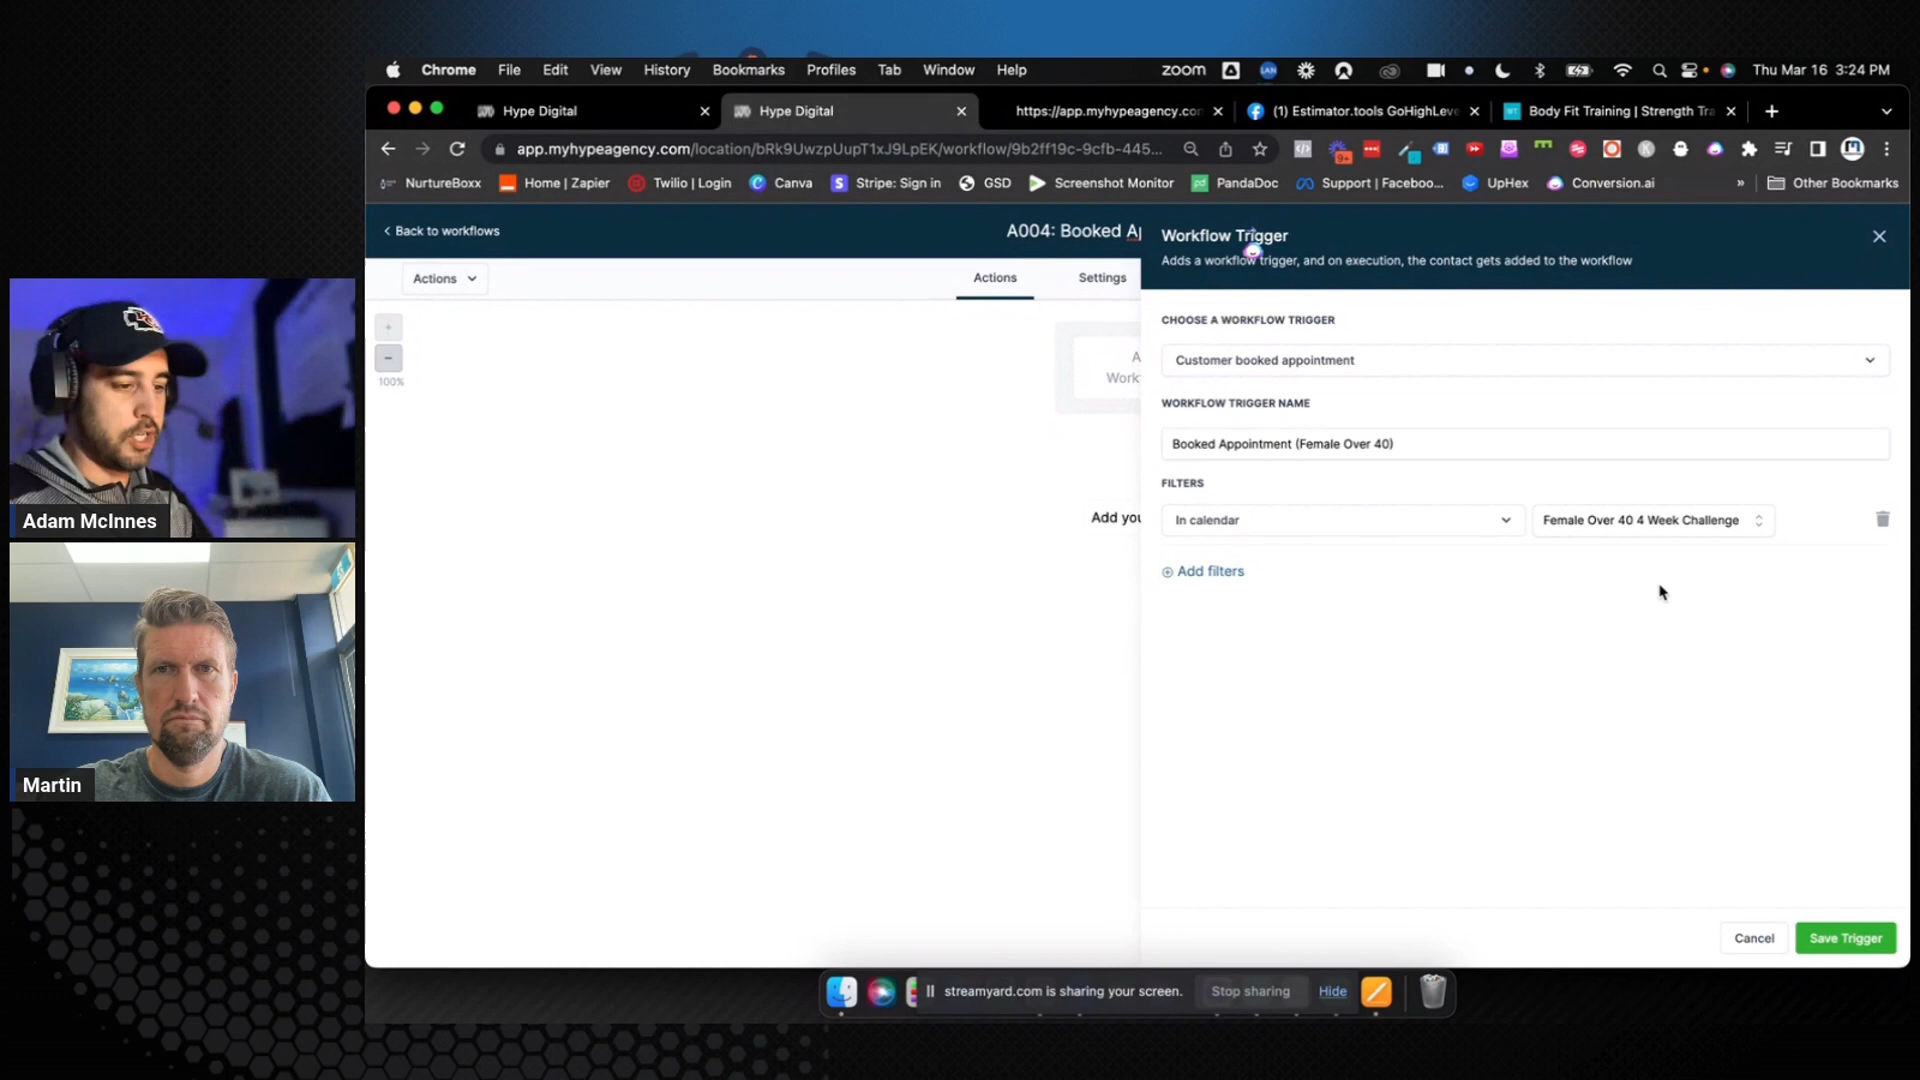 Chrome File Edit View History Bookmarks Profiles Tab Window Help
zoom LAN Thu Mar 16 3:24 PM
Hype Digital
Hype Digital
https://app.myhypeagency.con
(1) Estimator.tools GoHighLeve
Body Fit Training | Strength Tra
app.myhypeagency.com/location/bRk9UwzpUupT1xJ9LpEK/workflow/9b2ff19c-9cfb-445...
9+
NurtureBoxx Home | Zapier Twilio | Login Canva Stripe: Sign in GSD Screenshot Monitor PandaDoc Support | Faceboo... UpHex Conversion.ai » Other Bookmarks
Back to workflows
A004: Booked Ap
Actions
Actions Settings
100%
A
Work
Add you
Workflow Trigger
Adds a workflow trigger, and on execution, the contact gets added to the workflow
CHOOSE A WORKFLOW TRIGGER
Customer booked appointment
WORKFLOW TRIGGER NAME
Booked Appointment (Female Over 40)
FILTERS
In calendar Female Over 40 4 Week Challenge
Add filters
Cancel Save Trigger
Adam McInnes
Martin
streamyard.com is sharing your screen. Stop sharing Hide